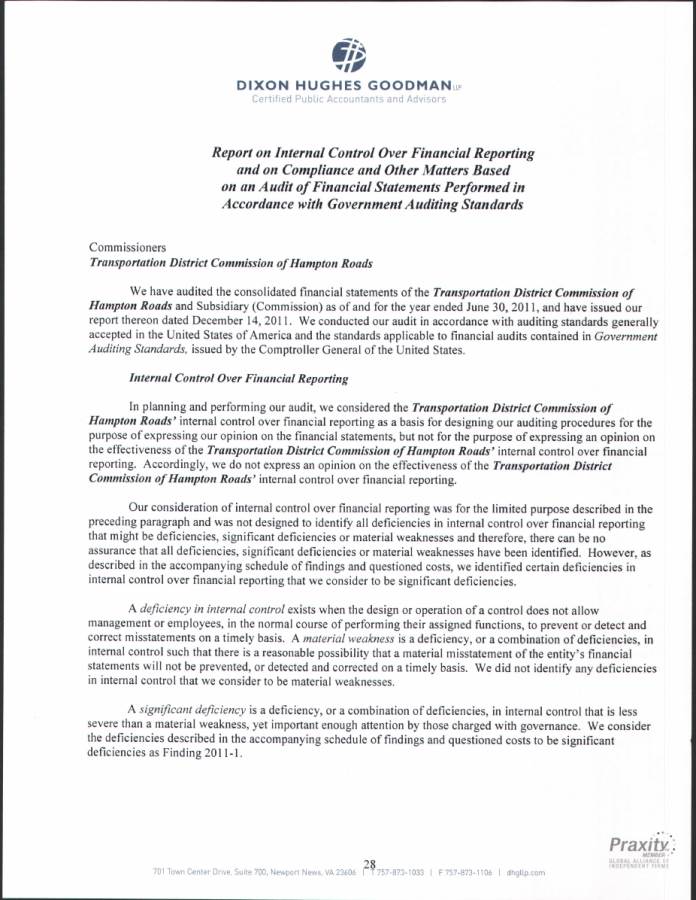 DIXON HUGHES GOODMAN LLP
Certified Public Accountants and Advisors
Report on Internal Control Over Financial Reporting
and on Compliance and Other Matters Based
on an Audit of Financial Statements Performed in
Accordance with Government Auditing Standards
Commissioners
Transportation District Commission of Hampton Roads
We have audited the consolidated financial statements of the Transportation District Commission of
Hampton Roads and Subsidiary (Commission) as of and for the year ended June 30, 2011, and have issued our
report thereon dated December 14, 2011. We conducted our audit in accordance with auditing standards generally
accepted in the United States of America and the standards applicable to financial audits contained in Government
Auditing Standards, issued by the Comptroller General of the United States.
Internal Control Over Financial Reporting
In planning and performing our audit, we considered the Transportation District Commission of
Hampton Roads' internal control over financial reporting as a basis for designing our auditing procedures for the
purpose of expressing our opinion on the financial statements, but not for the purpose of expressing an opinion on
the effectiveness of the Transportation District Commission of Hampton Roads' internal control over financial
reporting. Accordingly, we do not express an opinion on the effectiveness of the Transportation District
Commission of Hampton Roads' internal control over financial reporting.
Our consideration of internal control over financial reporting was for the limited purpose described in the
preceding paragraph and was not designed to identify all deficiencies in internal control over financial reporting
that might be deficiencies, significant deficiencies or material weaknesses and therefore, there can be no
assurance that all deficiencies, significant deficiencies or material weaknesses have been identified. However, as
described in the accompanying schedule of findings and questioned costs, we identified certain deficiencies in
internal control over financial reporting that we consider to be significant deficiencies.
A deficiency in internal control exists when the design or operation of a control does not allow
management or employees, in the normal course of performing their assigned functions, to prevent or detect and
correct misstatements on a timely basis. A material weakness is a deficiency, or a combination of deficiencies, in
internal control such that there is a reasonable possibility that a material misstatement of the entity's financial
statements will not be prevented, or detected and corrected on a timely basis. We did not identify any deficiencies
in internal control that we consider to be material weaknesses.
A significant deficiency is a deficiency, or a combination of deficiencies, in internal control that is less
severe than a material weakness, yet important enough attention by those charged with governance. We consider
the deficiencies described in the accompanying schedule of findings and questioned costs to be significant
deficiencies as Finding 2011-1.
Praxity
MEMBER
GLOBAL ALLIANCE OF
INDEPENDENT FIRMS
28
701 Town Center Drive, Suite 700, Newport News, VA 23606 | T 757-873-1033 | F 757-873-1106 | dhgllp.com